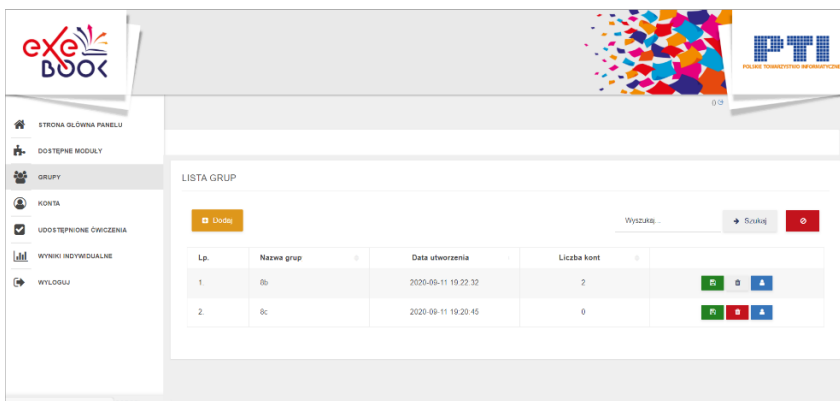 exe
BOOK
PTI
POLSKIE TOWARZYSTWO INFORMATYCZNE
STRONA GŁÓWNA PANELU
DOSTĘPNE MODUŁY
GRUPY
KONTA
UDOSTĘPNIONE ĆWICZENIA
WYNIKI INDYWIDUALNE
WYLOGUJ
LISTA GRUP
Dodaj
Wyszukaj...
Szukaj
Lp. Nazwa grup Data utworzenia Liczba kont
1. 8b 2020-09-11 19:22:32 2
2. 8c 2020-09-11 19:20:45 0